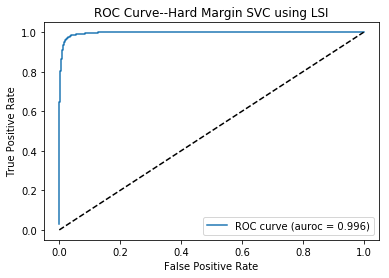 ROC Curve--Hard Margin SVC using LSI
1.0
0.8
0.6
0.4
0.2
0.0
True Positive Rate
ROC curve (auroc = 0.996)
0.0 0.2 0.4 0.6 0.8 1.0
False Positive Rate